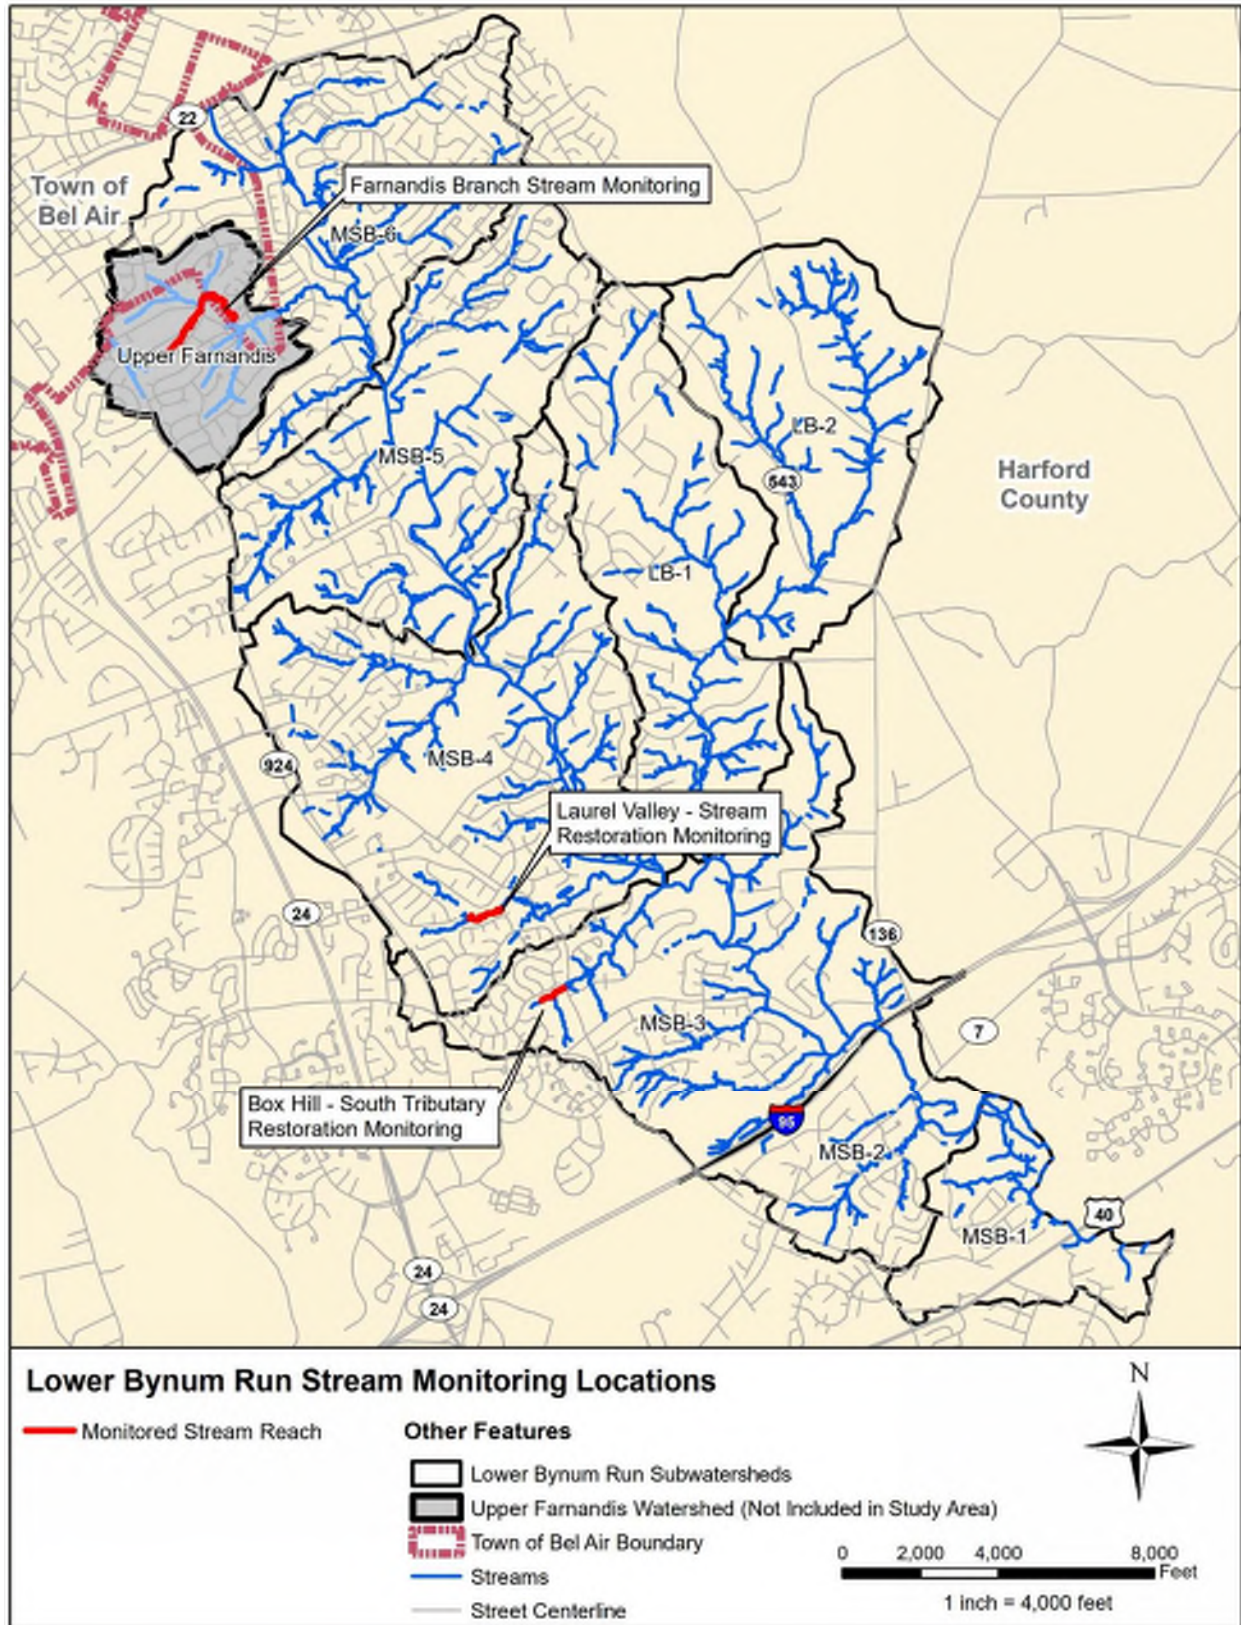 22
Town of
Bel Air
Farnandis Branch Stream Monitoring
MSB-6
Upper Farnandis
LB-2
MSB-5
543
Harford
County
LB-1
MSB-4
924
Laurel Valley - Stream
Restoration Monitoring
24
136
MSB-3
7
Box Hill - South Tributary
Restoration Monitoring
95
MSB-2
40
MSB-1
24
24
Lower Bynum Run Stream Monitoring Locations
N
Monitored Stream Reach
Other Features
Lower Bynum Run Subwatersheds
Upper Farnandis Watershed (Not Included in Study Area)
Town of Bel Air Boundary
Streams
Street Centerline
0 2,000 4,000 8,000
Feet
1 inch = 4,000 feet